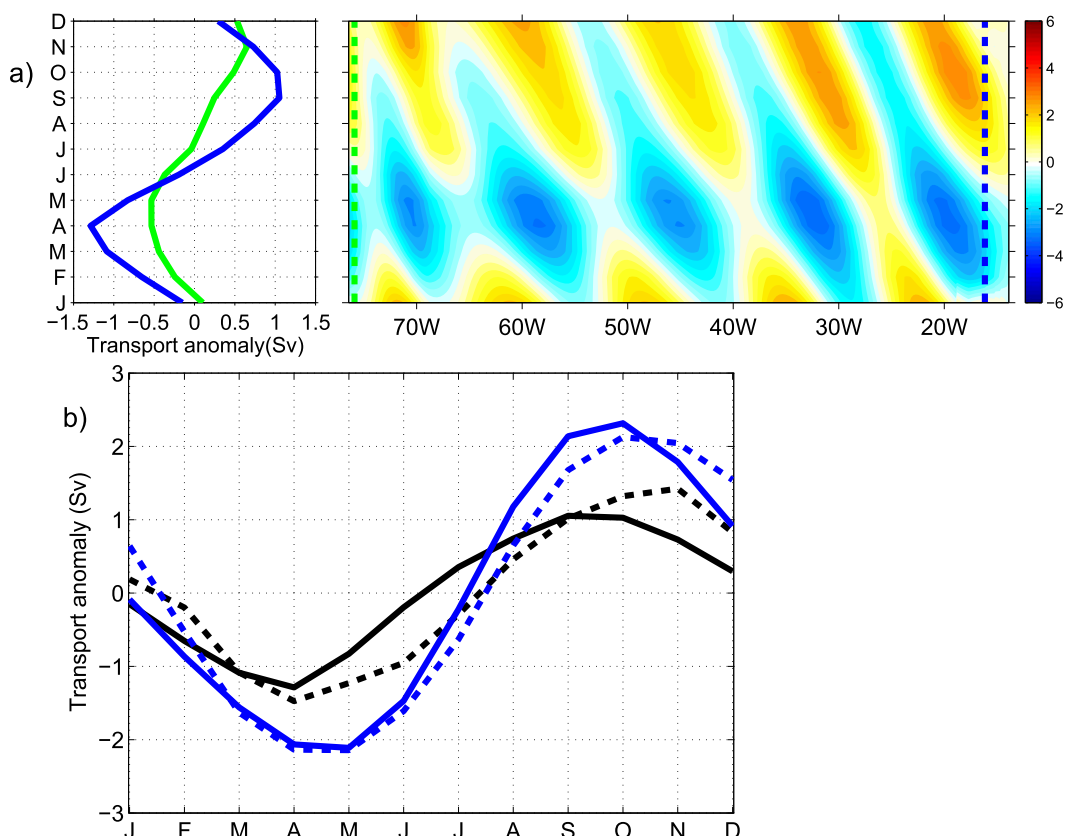 a)
D
N
O
S
A
J
J
M
A
M
F
J
−1.5 −1 −0.5 0 0.5 1 1.5
Transport anomaly(Sv)
70W 60W 50W 40W 30W 20W
6
4
2
0
−2
−4
−6
b)
Transport anomaly (Sv)
3
2
1
0
−1
−2
−3
J F M A M J J A S O N D